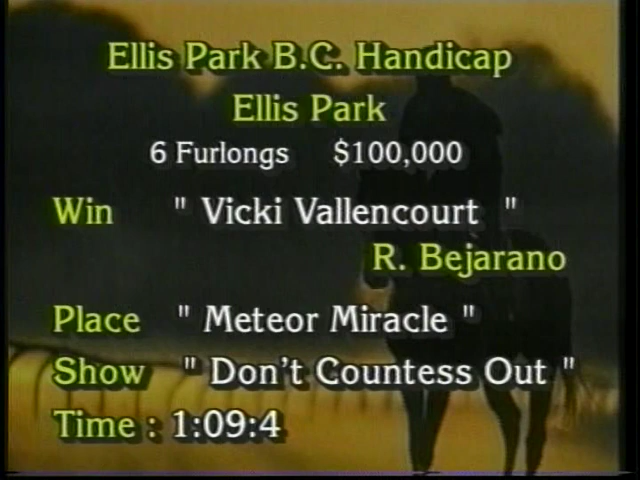 Ellis Park B.C. Handicap
Ellis Park
6 Furlongs $100,000
Win " Vicki Vallencourt "
R. Bejarano
Place " Meteor Miracle "
Show " Don't Countess Out "
Time : 1:09:4